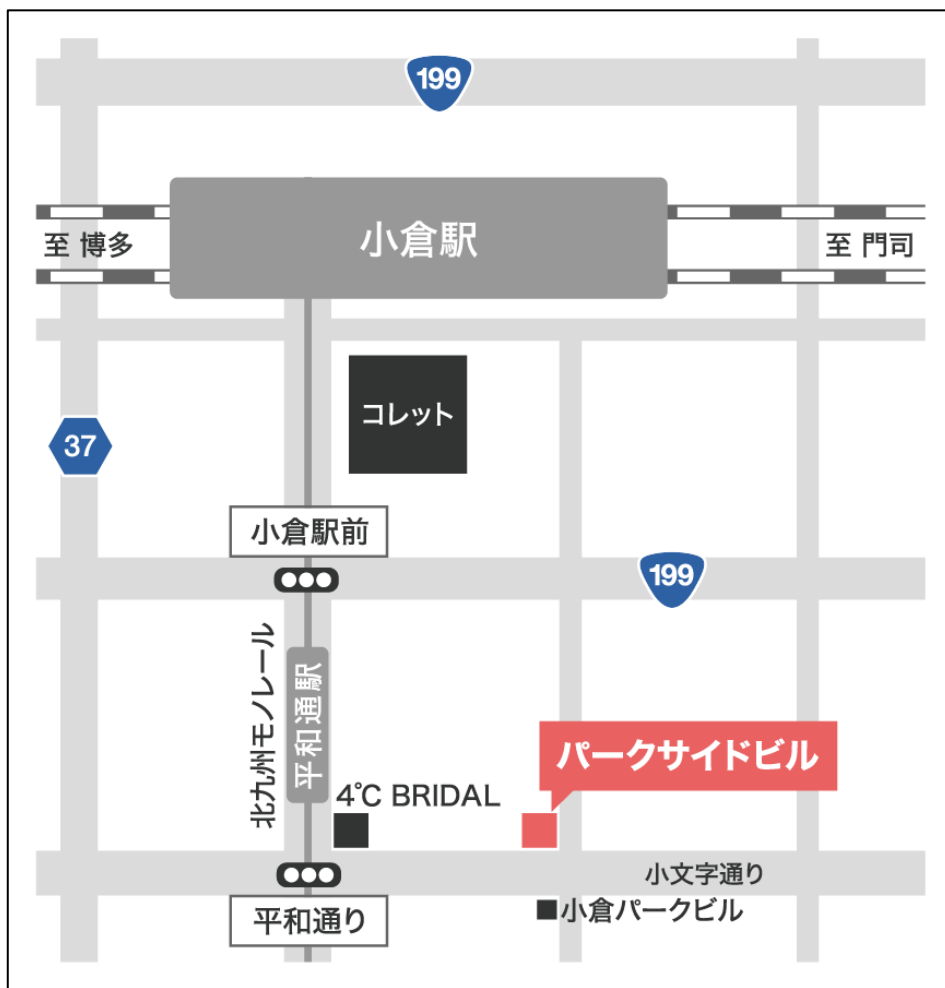 199
小倉駅
至 博多
至 門司
コレット
37
小倉駅前
199
北九州モノレール
平和通駅
パークサイドビル
4℃ BRIDAL
小文字通り
平和通り
■小倉パークビル